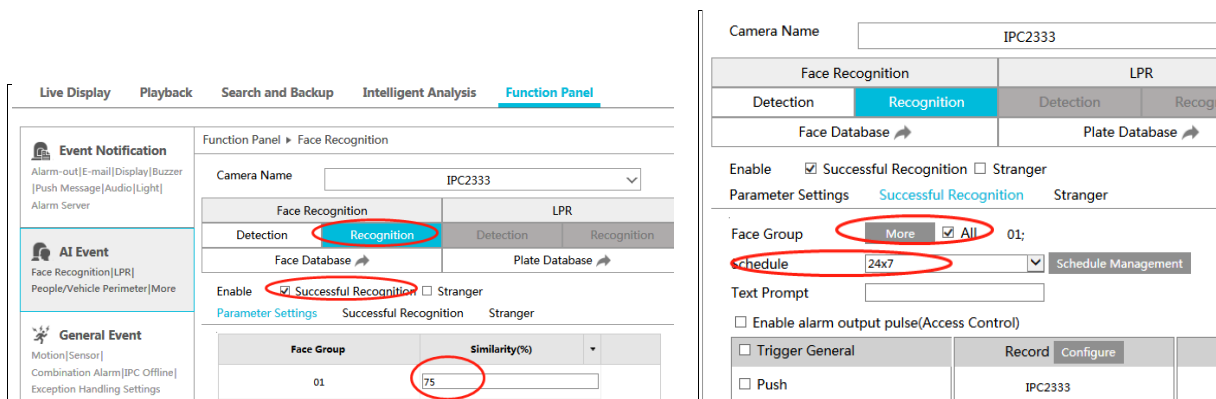 Live Display Playback Search and Backup Intelligent Analysis Function Panel
Event Notification
Alarm-out|E-mail|Display|Buzzer
|Push Message|Audio|Light|
Alarm Server
AI Event
Face Recognition|LPR|
People/Vehicle Perimeter|More
General Event
Motion|Sensor|
Combination Alarm|IPC Offline|
Exception Handling Settings
Function Panel Face Recognition
Camera Name IPC2333
Face Recognition LPR
Detection Recognition Detection Recognition
Face Database Plate Database
Enable Successful Recognition Stranger
Parameter Settings Successful Recognition Stranger
Face Group Similarity(%)
01 75
Camera Name IPC2333
Face Recognition LPR
Detection Recognition Detection Recog
Face Database Plate Database
Enable Successful Recognition Stranger
Parameter Settings Successful Recognition Stranger
Face Group More All 01;
Schedule 24x7 Schedule Management
Text Prompt
Enable alarm output pulse(Access Control)
Trigger General Record Configure
Push IPC2333